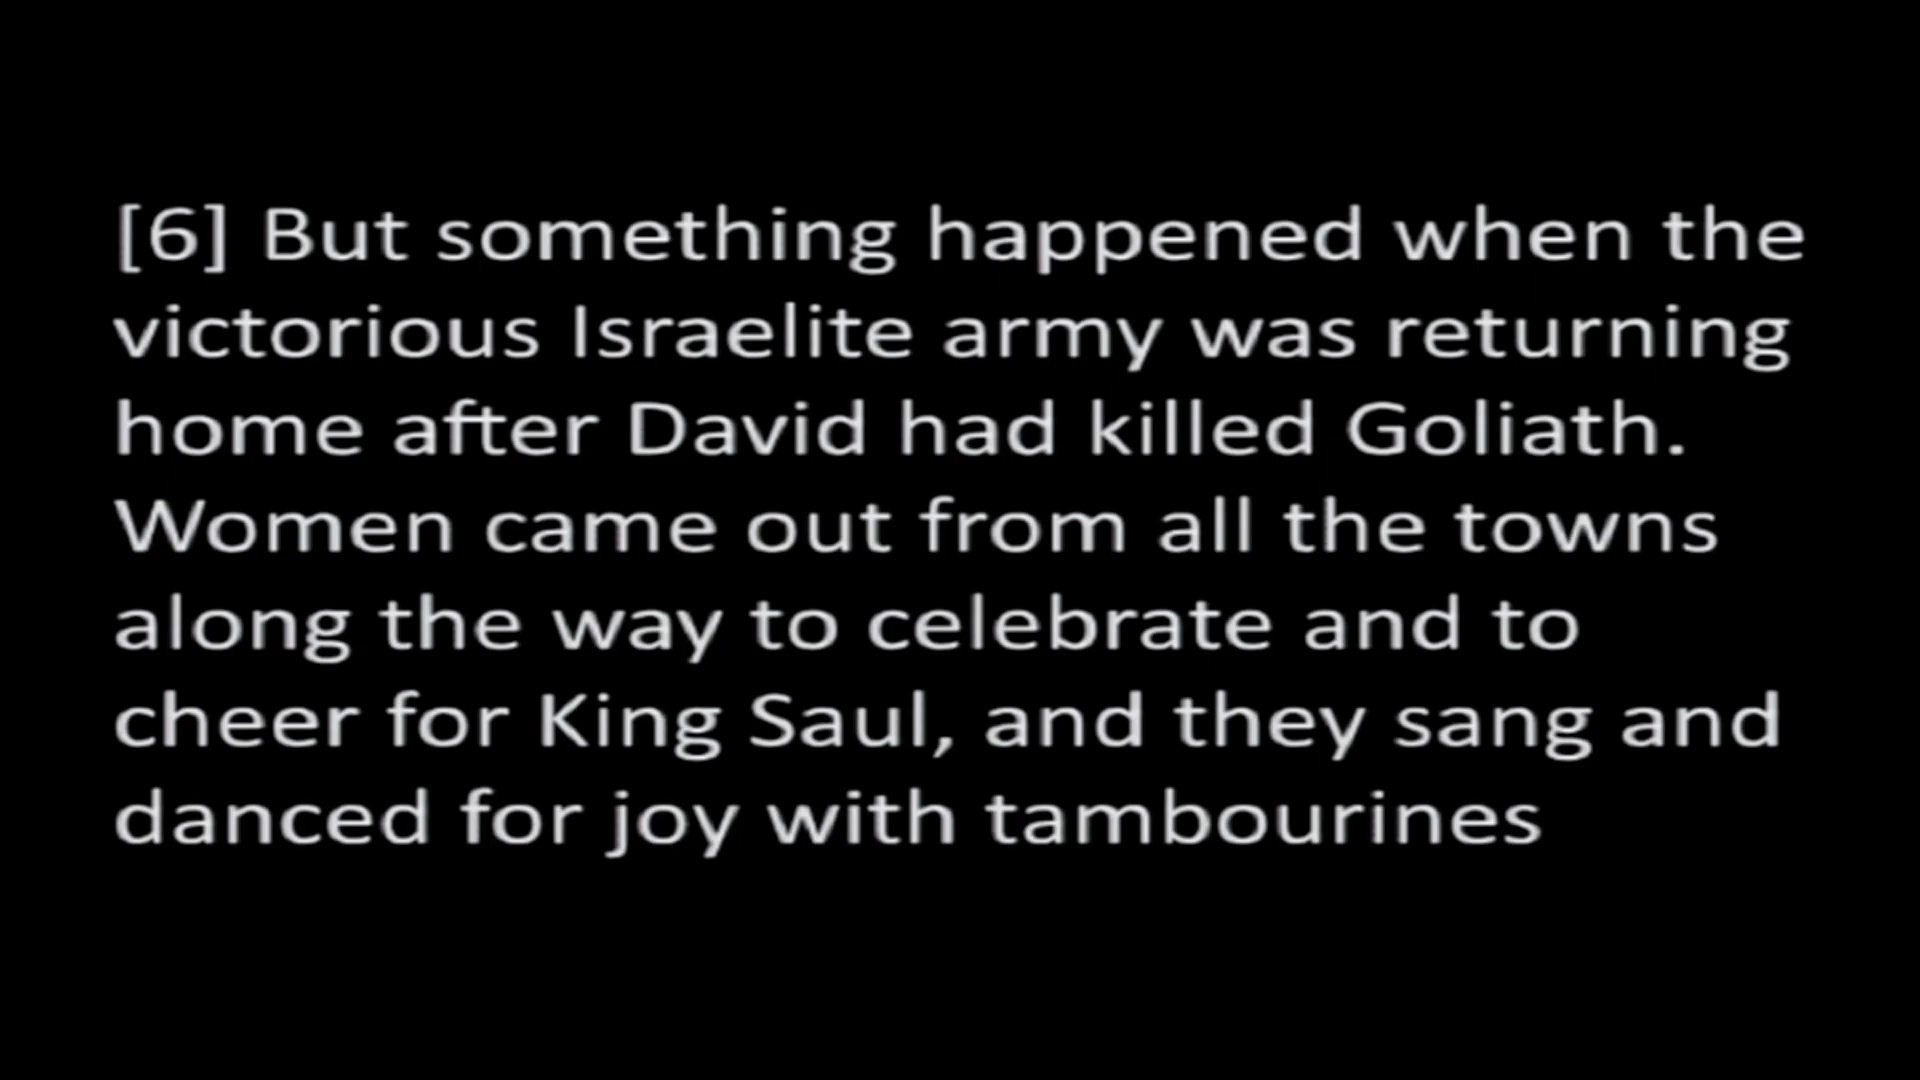 [6] But something happened when the
victorious Israelite army was returning
home after David had killed Goliath.
Women came out from all the towns
along the way to celebrate and to
cheer for King Saul, and they sang and
danced for joy with tambourines